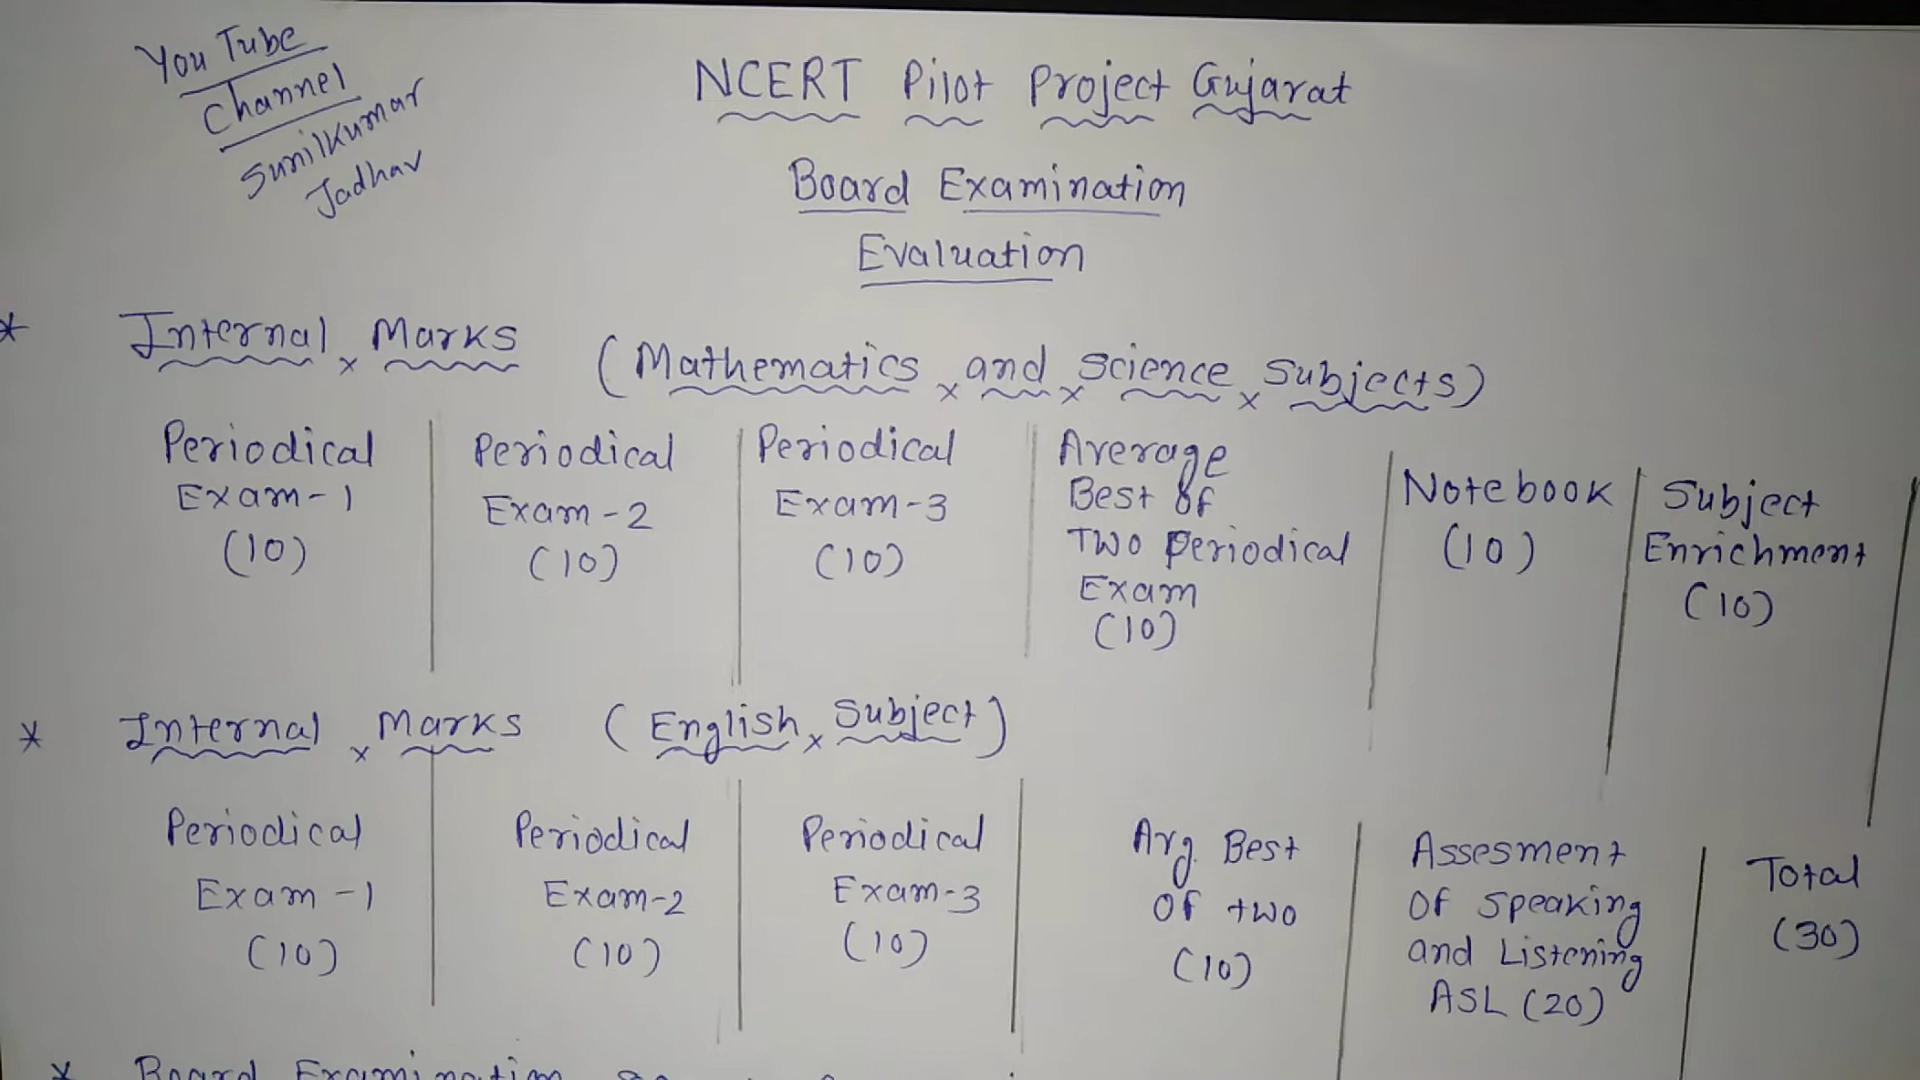 You Tube
Channel
Sunilkumar
Jadhav
NCERT Pilot Project Gujarat
Board Examination
Evaluation
* Internal Marks (Mathematics and Science Subjects)
Periodical
Exam-1
(10)
Periodical
Exam-2
(10)
Periodical
Exam-3
(10)
Average
Best of
Two Periodical
Exam
(10)
Notebook
(10)
Subject
Enrichment
(10)
* Internal Marks (English Subject)
Periodical
Exam-1
(10)
Periodical
Exam-2
(10)
Periodical
Exam-3
(10)
Avg. Best
Of two
(10)
Assesment
Of Speaking
and Listening
ASL (20)
Total
(30)
* Board Examination